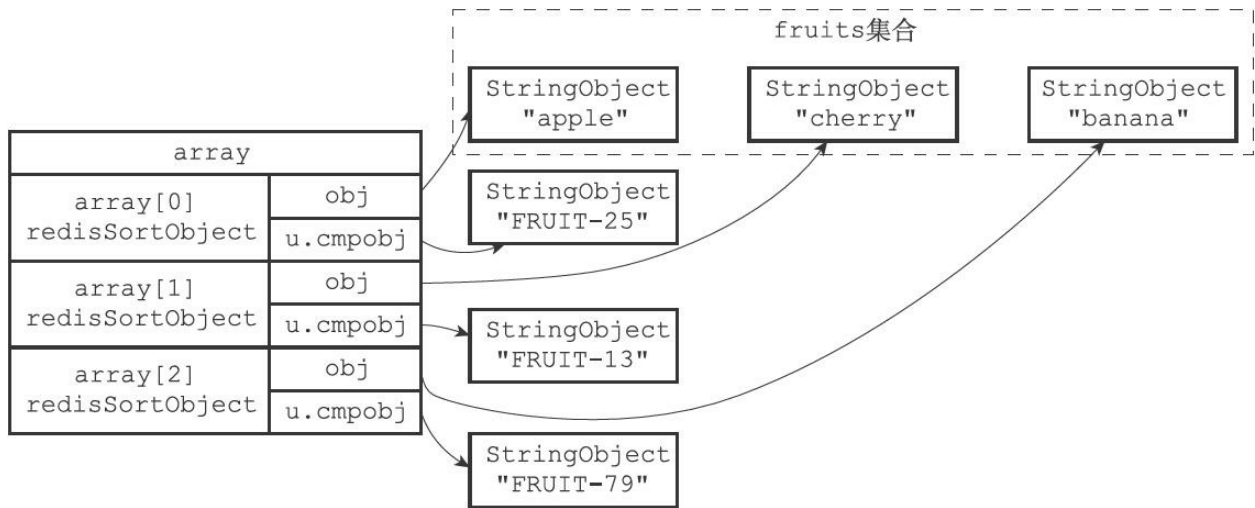 fruits集合
StringObject
"apple"
StringObject
"cherry"
StringObject
"banana"
array
array[0]
redisSortObject
obj
u.cmpobj
StringObject
"FRUIT-25"
array[1]
redisSortObject
obj
u.cmpobj
StringObject
"FRUIT-13"
array[2]
redisSortObject
obj
u.cmpobj
StringObject
"FRUIT-79"